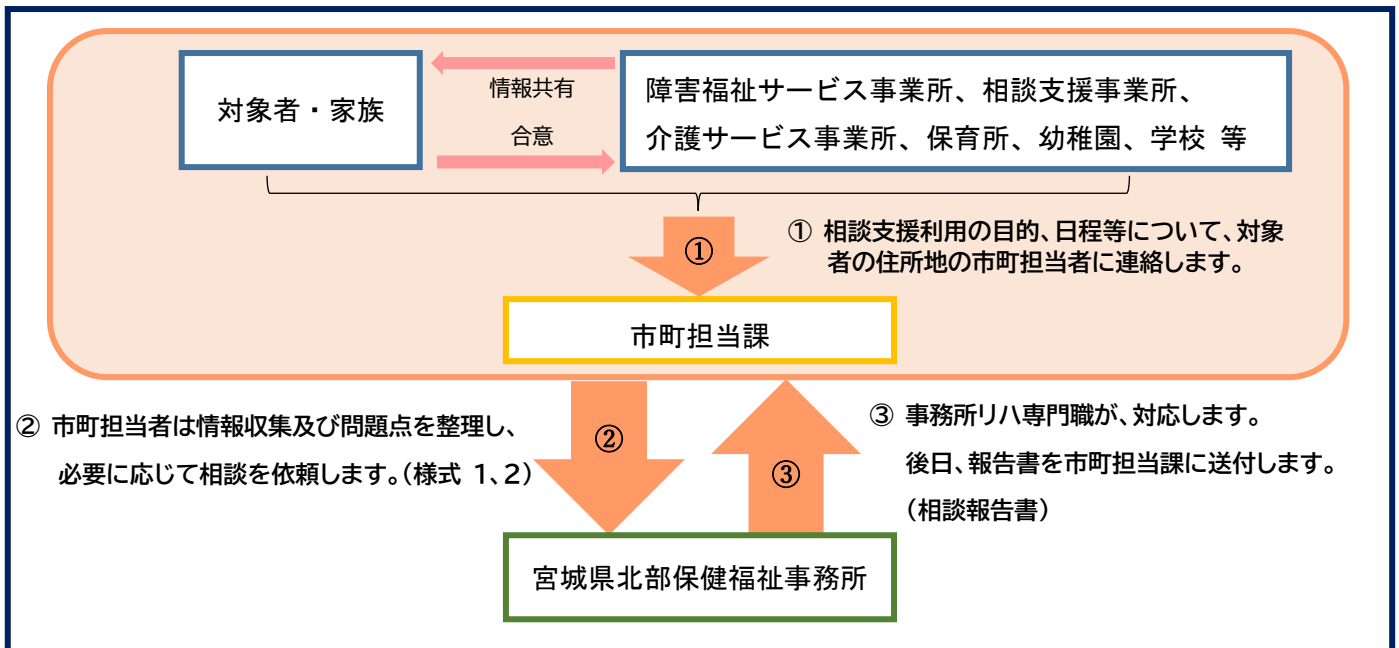 対象者・家族
情報共有
合意
障害福祉サービス事業所、相談支援事業所、
介護サービス事業所、保育所、幼稚園、学校 等
①
① 相談支援利用の目的、日程等について、対象
者の住所地の市町担当者に連絡します。
市町担当課
② 市町担当者は情報収集及び問題点を整理し、
必要に応じて相談を依頼します。(様式 1、2)
②
③
③ 事務所リハ専門職が、対応します。
後日、報告書を市町担当課に送付します。
(相談報告書)
宮城県北部保健福祉事務所